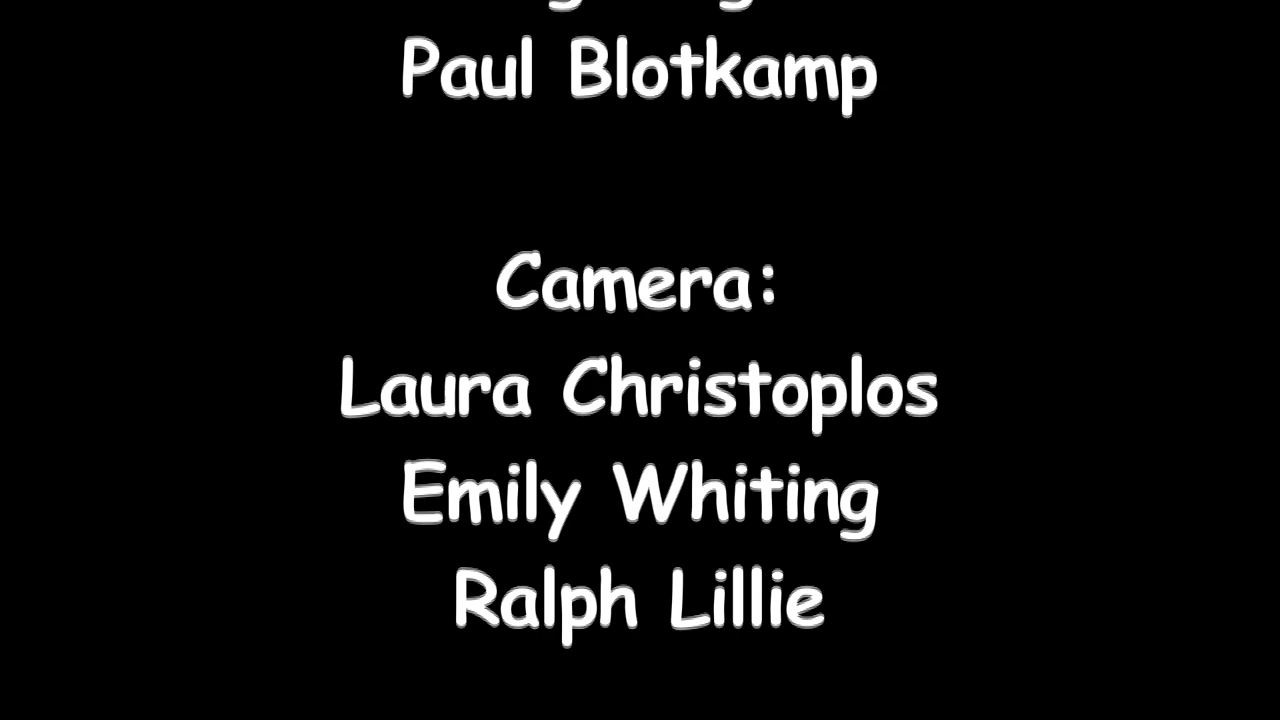 Paul Blotkamp
Camera:
Laura Christoplos
Emily Whiting
Ralph Lillie